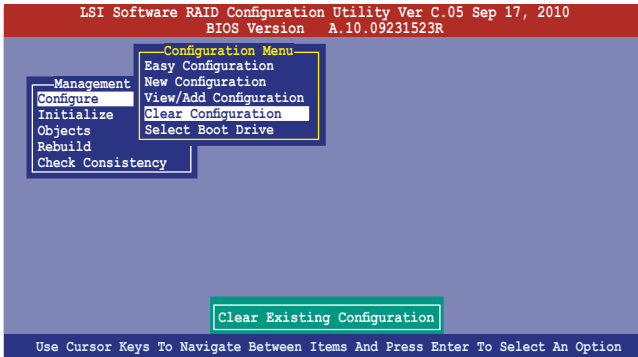 LSI Software RAID Configuration Utility Ver C.05 Sep 17, 2010
BIOS Version A.10.09231523R
Management
Configure
Initialize
Objects
Rebuild
Check Consistency
Configuration Menu
Easy Configuration
New Configuration
View/Add Configuration
Clear Configuration
Select Boot Drive
Clear Existing Configuration
Use Cursor Keys To Navigate Between Items And Press Enter To Select An Option